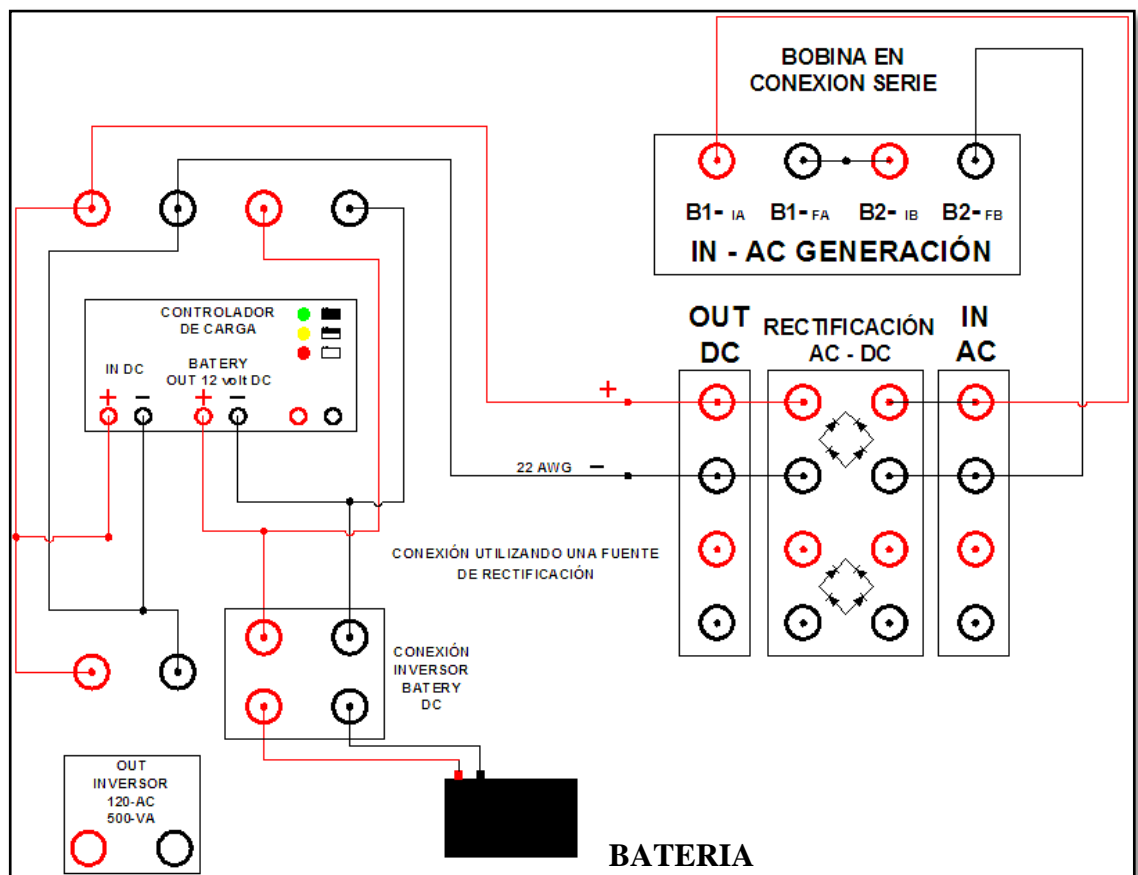 BOBINA EN
CONEXION SERIE
B1- IA B1- FA B2- IB B2- FB
IN - AC GENERACIÓN
CONTROLADOR
DE CARGA
IN DC
BATERY
OUT 12 volt DC
+ − + −
OUT
DC
RECTIFICACIÓN
AC - DC
IN
AC
+
22 AWG −
CONEXIÓN UTILIZANDO UNA FUENTE
DE RECTIFICACIÓN
CONEXIÓN
INVERSOR
BATERY
DC
OUT
INVERSOR
120-AC
500-VA
BATERIA